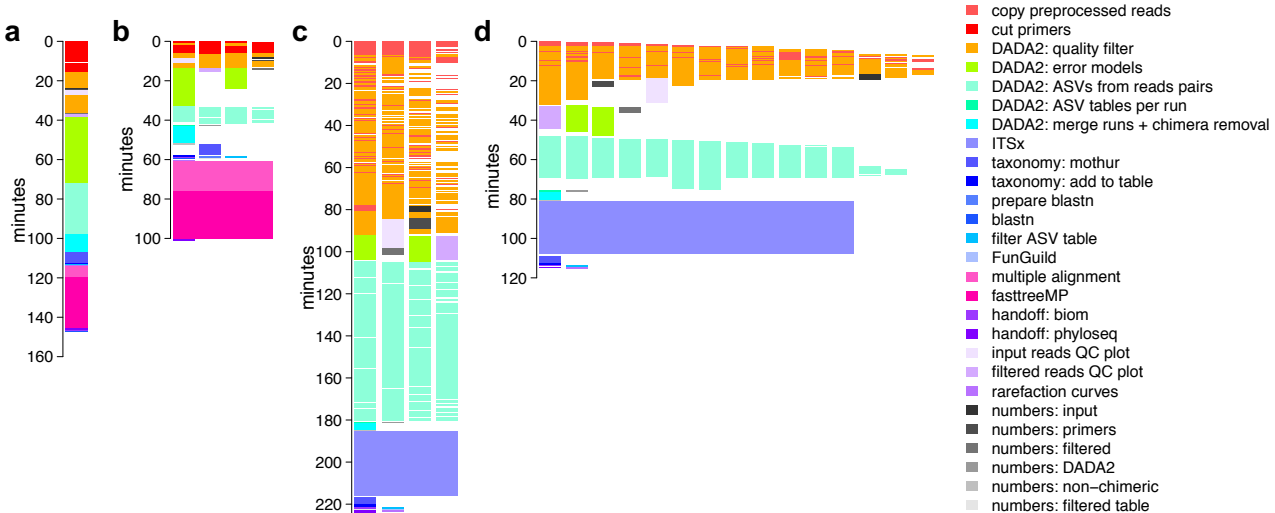 a
0
20
40
60
80
100
120
140
160
minutes
b
0
20
40
60
80
100
minutes
c
0
20
40
60
80
100
120
140
160
180
200
220
minutes
d
0
20
40
60
80
100
120
minutes
copy preprocessed reads
cut primers
DADA2: quality filter
DADA2: error models
DADA2: ASVs from reads pairs
DADA2: ASV tables per run
DADA2: merge runs + chimera removal
ITSx
taxonomy: mothur
taxonomy: add to table
prepare blastn
blastn
filter ASV table
FunGuild
multiple alignment
fasttreeMP
handoff: biom
handoff: phyloseq
input reads QC plot
filtered reads QC plot
rarefaction curves
numbers: input
numbers: primers
numbers: filtered
numbers: DADA2
numbers: non−chimeric
numbers: filtered table